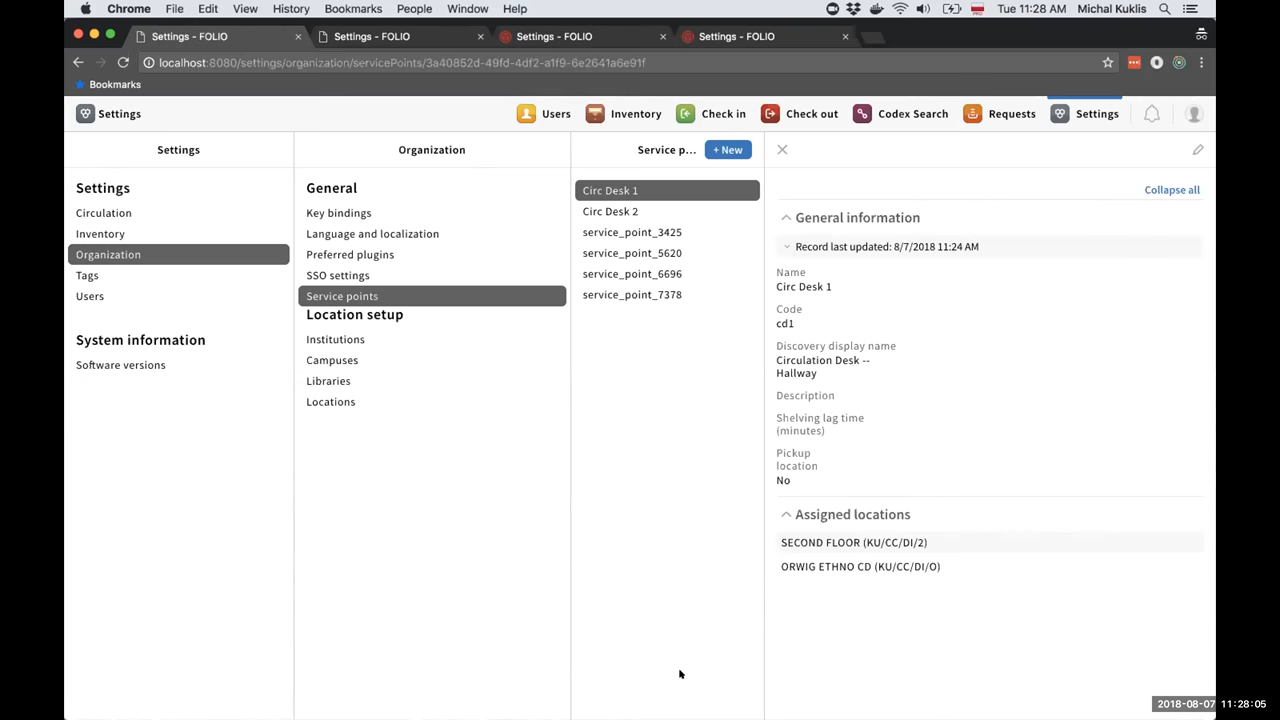 Chrome File Edit View History Bookmarks People Window Help Tue 11:28 AM Michal Kuklis
Settings - FOLIO Settings - FOLIO Settings - FOLIO Settings - FOLIO
localhost:8080/settings/organization/servicePoints/3a40852d-49fd-4df2-a1f9-6e2641a6e91f
Bookmarks
Settings Users Inventory Check in Check out Codex Search Requests Settings
Settings
Settings
Circulation
Inventory
Organization
Tags
Users
System information
Software versions
Organization
General
Key bindings
Language and localization
Preferred plugins
SSO settings
Service points
Location setup
Institutions
Campuses
Libraries
Locations
Service p... + New
Circ Desk 1
Circ Desk 2
service_point_3425
service_point_5620
service_point_6696
service_point_7378
Collapse all
General information
Record last updated: 8/7/2018 11:24 AM
Name
Circ Desk 1
Code
cd1
Discovery display name
Circulation Desk --
Hallway
Description
Shelving lag time
(minutes)
Pickup
location
No
Assigned locations
SECOND FLOOR (KU/CC/DI/2)
ORWIG ETHNO CD (KU/CC/DI/O)
2018-08-07 11:28:05